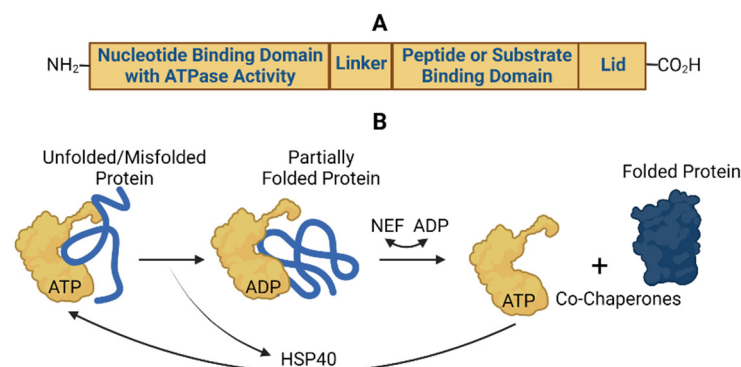 A
NH2-
Nucleotide Binding Domain
with ATPase Activity
Linker
Peptide or Substrate
Binding Domain
Lid
-CO2H
B
Unfolded/Misfolded
Protein
Partially
Folded Protein
Folded Protein
NEF ADP
ATP
ADP
ATP
+
Co-Chaperones
HSP40